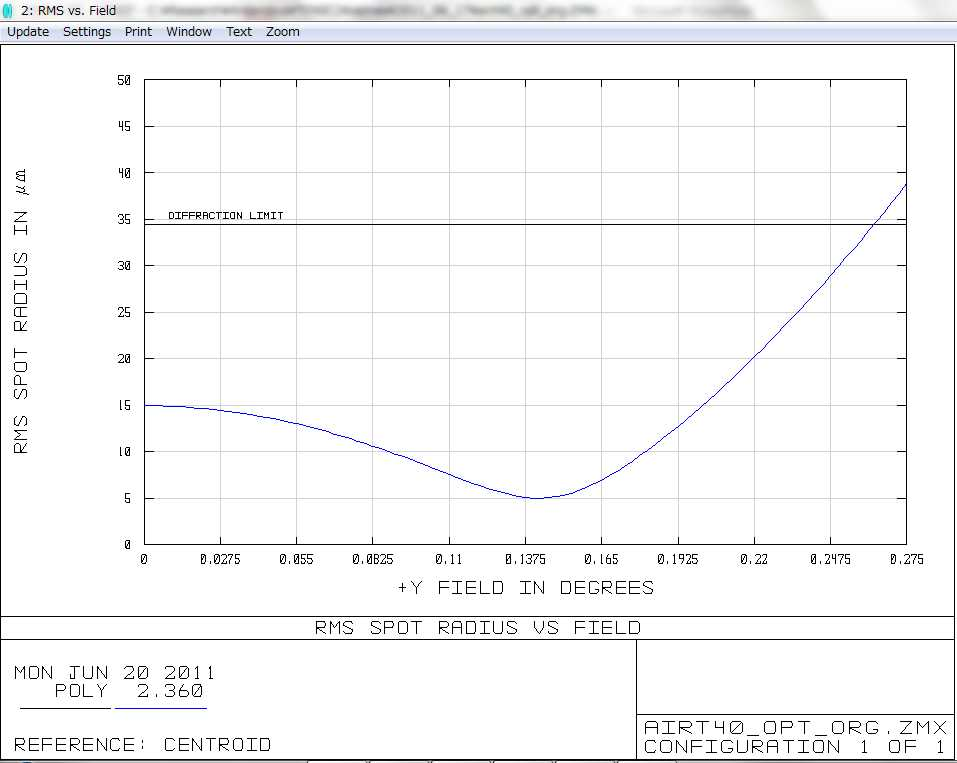 2: RMS vs. Field
Update Settings Print Window Text Zoom
50
45
40
35
30
25
20
15
10
5
0
RMS SPOT RADIUS IN µm
DIFFRACTION LIMIT
0 0.0275 0.055 0.0825 0.11 0.1375 0.165 0.1925 0.22 0.2475 0.275
+Y FIELD IN DEGREES
RMS SPOT RADIUS VS FIELD
MON JUN 20 2011
POLY 2.360
REFERENCE: CENTROID
AIRT40_OPT_ORG.ZMX
CONFIGURATION 1 OF 1